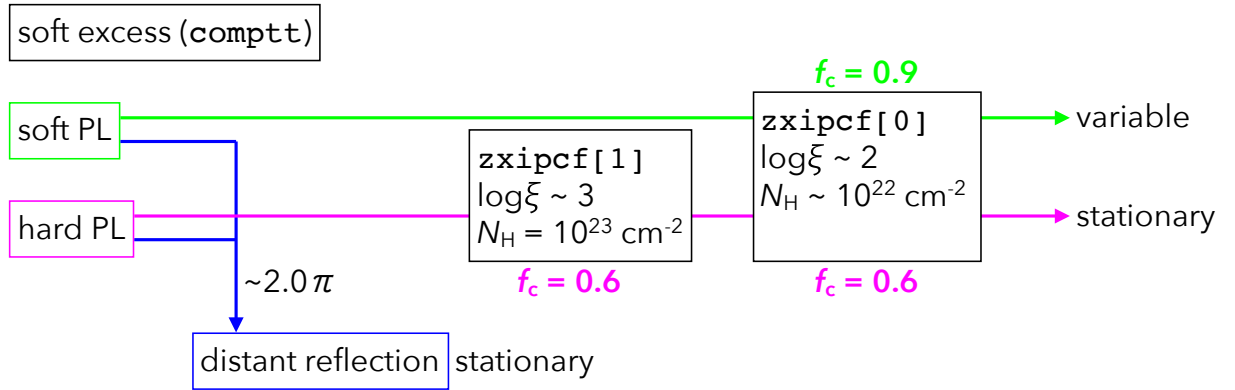 soft excess (comptt)
f_c = 0.9
soft PL
zxipcf[0]
logξ ~ 2
N_H ~ 10^22 cm^-2
variable
zxipcf[1]
logξ ~ 3
N_H = 10^23 cm^-2
hard PL
stationary
f_c = 0.6
f_c = 0.6
~2.0π
distant reflection stationary